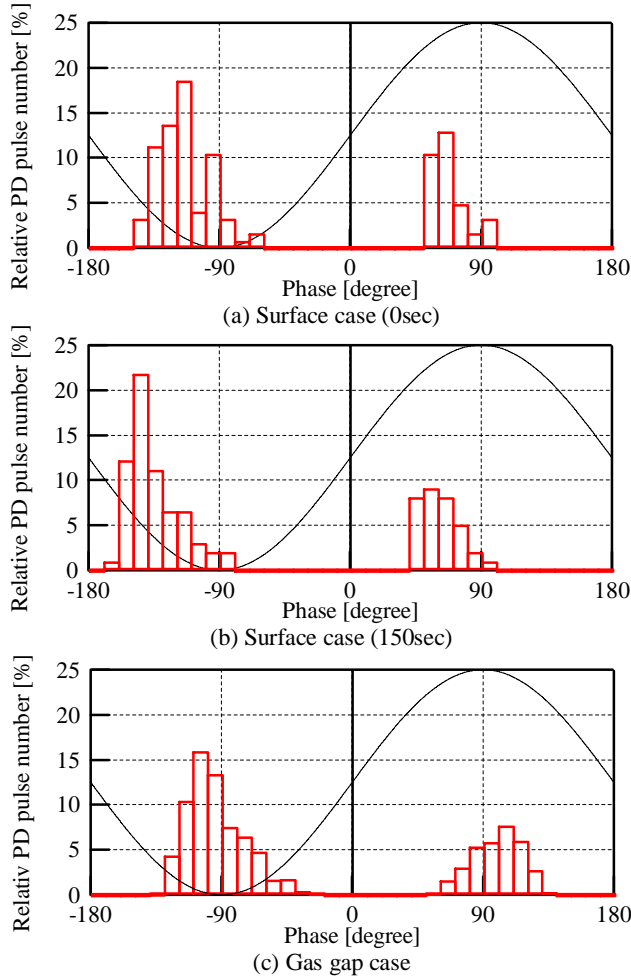 Relative PD pulse number [%]
25
20
15
10
5
0
-180 -90 0 90 180
Phase [degree]
(a) Surface case (0sec)
Relative PD pulse number [%]
25
20
15
10
5
0
-180 -90 0 90 180
Phase [degree]
(b) Surface case (150sec)
Relativ PD pulse number [%]
25
20
15
10
5
0
-180 -90 0 90 180
Phase [degree]
(c) Gas gap case